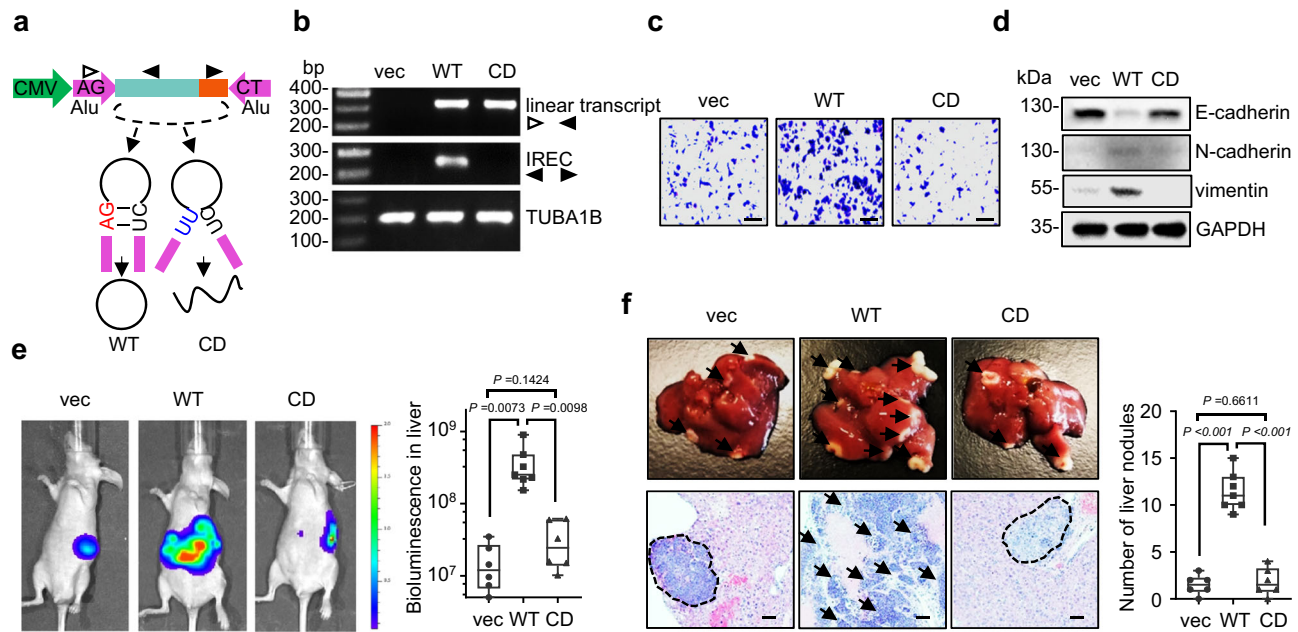 a
CMV
AG
CT
Alu
Alu
AG
UC
UU
UC
WT
CD
b
bp
vec
WT
CD
400-
300-
200-
linear transcript
300-
200-
IREC
300-
200-
100-
TUBA1B
c
vec
WT
CD
d
kDa
vec
WT
CD
130-
E-cadherin
130-
N-cadherin
55-
vimentin
35-
GAPDH
e
vec
WT
CD
P =0.1424
P =0.0073
P =0.0098
Bioluminescence in liver
10⁹
10⁸
10⁷
vec
WT
CD
f
vec
WT
CD
P =0.6611
P <0.001
P <0.001
Number of liver nodules
20
15
10
5
0
vec
WT
CD